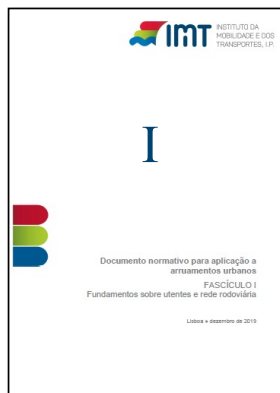 IMT
INSTITUTO DA
MOBILIDADE E DOS
TRANSPORTES, I.P.
I
Documento normativo para aplicação a
arruamentos urbanos
FASCÍCULO I
Fundamentos sobre utentes e rede rodoviária
Lisboa • dezembro de 2019